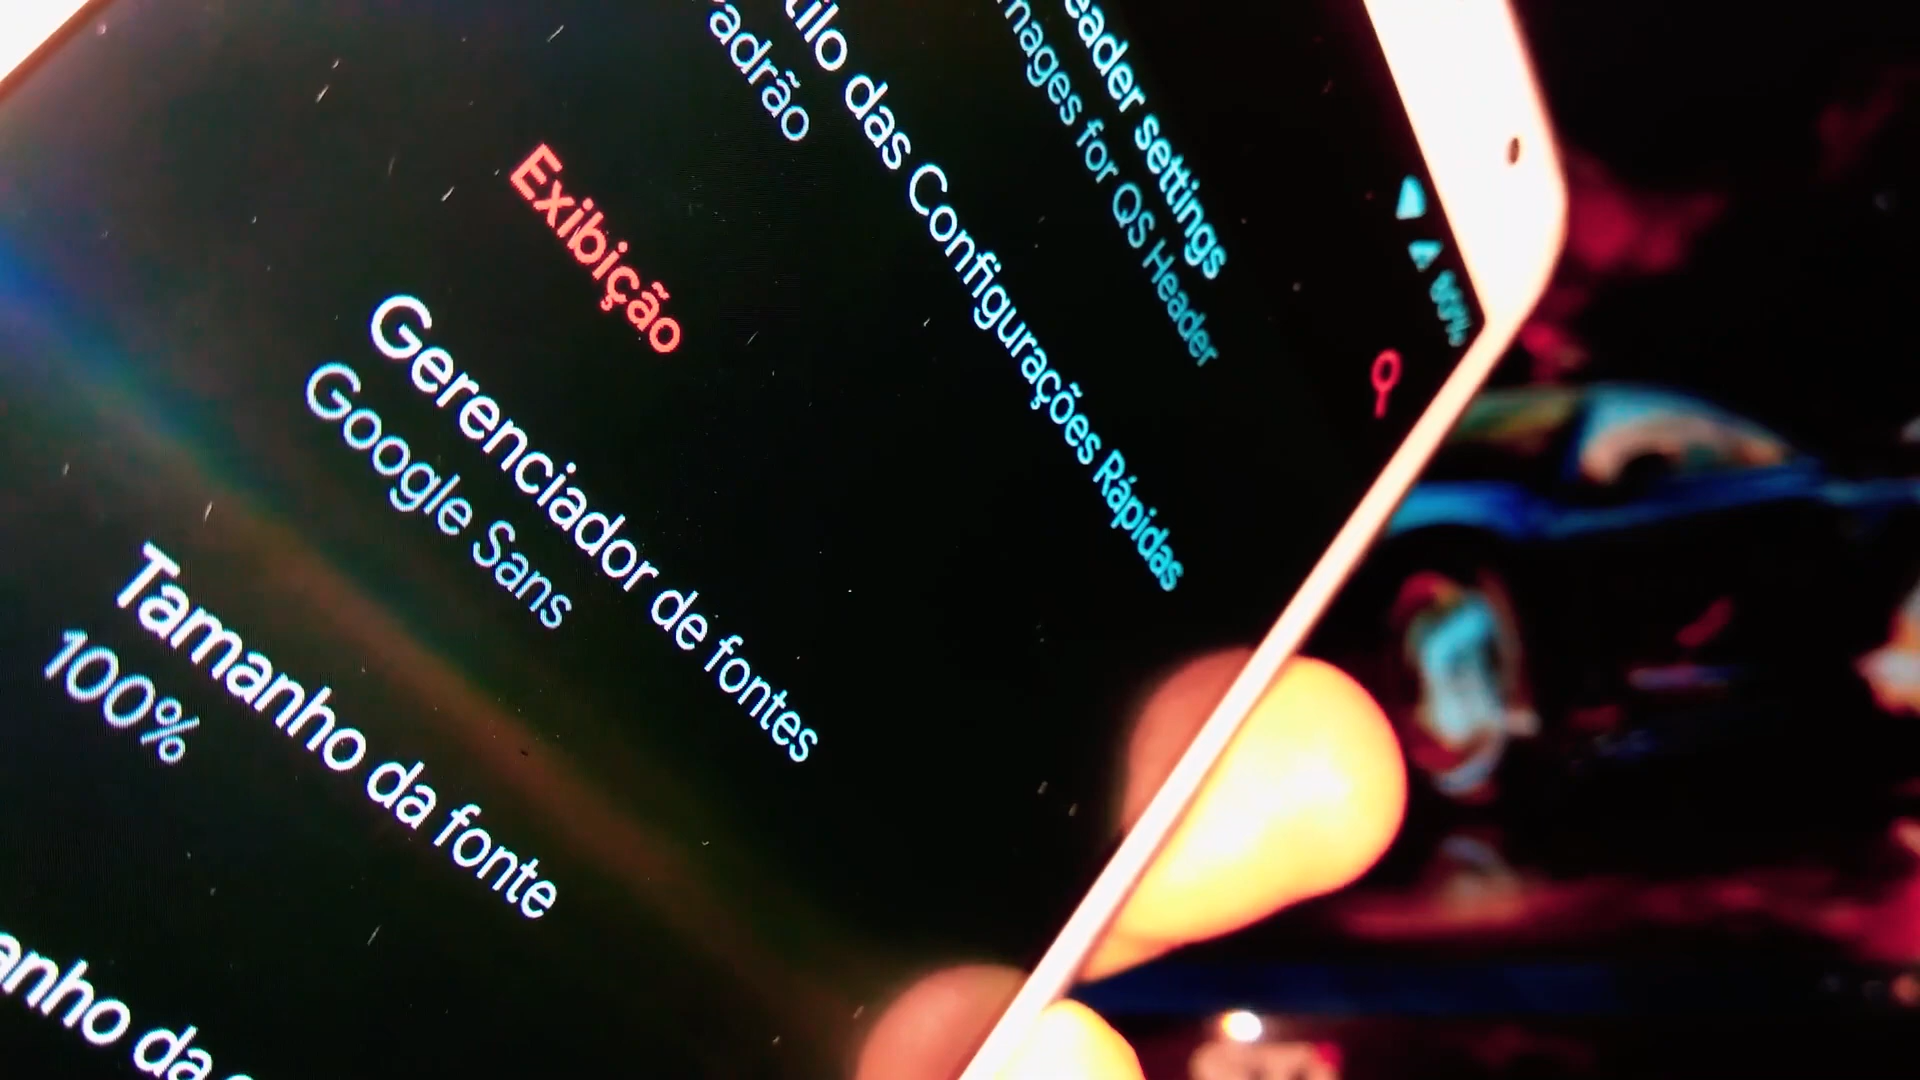 eader settings
mages for QS Header
tilo das Configurações Rápidas
adrão
Exibição
Gerenciador de fontes
Google Sans
Tamanho da fonte
100%
anho da